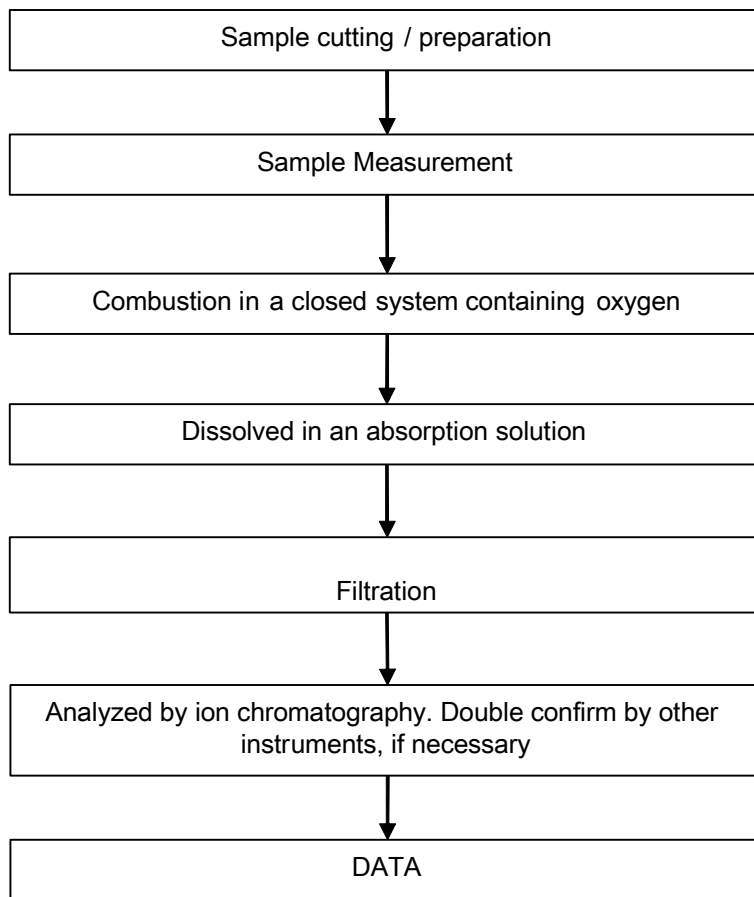 Sample cutting / preparation
Sample Measurement
Combustion in a closed system containing oxygen
Dissolved in an absorption solution
Filtration
Analyzed by ion chromatography. Double confirm by other
instruments, if necessary
DATA